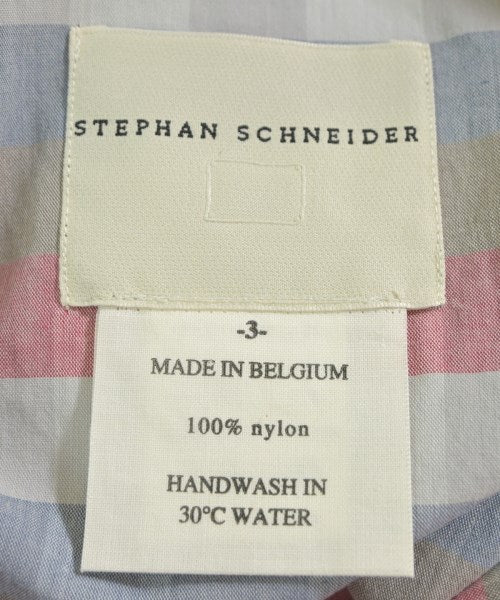 STEPHAN SCHNEIDER
-3-
MADE IN BELGIUM
100% nylon
HANDWASH IN
30°C WATER